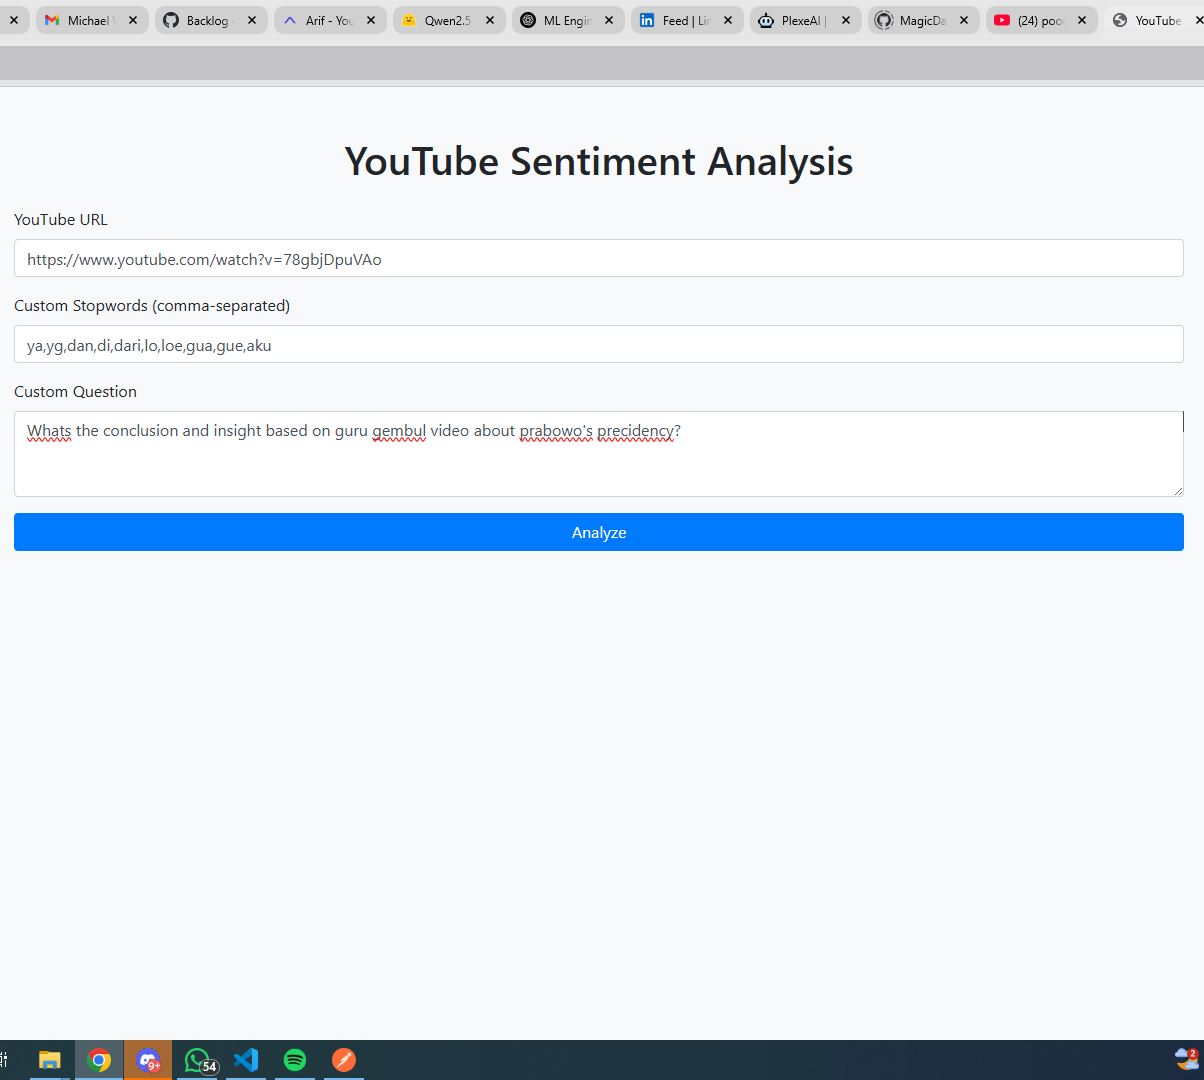 Michael
Backlog
Arif - You
Qwen2.5
ML Engin
Feed | Lin
PlexeAI |
MagicDa
(24) pood
YouTube
YouTube Sentiment Analysis
YouTube URL
https://www.youtube.com/watch?v=78gbjDpuVAo
Custom Stopwords (comma-separated)
ya,yg,dan,di,dari,lo,loe,gua,gue,aku
Custom Question
Whats the conclusion and insight based on guru gembul video about prabowo's precidency?
Analyze
9+
54
2